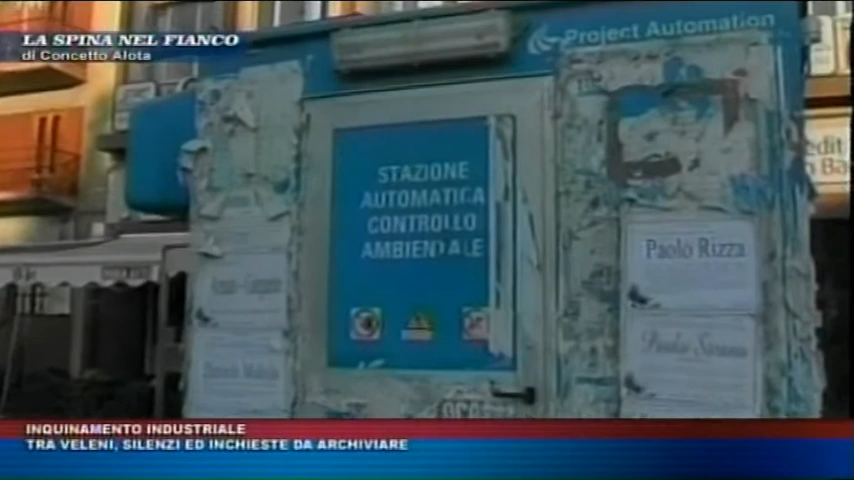 LA SPINA NEL FIANCO
di Concetto Alota
Project Automation
STAZIONE
AUTOMATICA
CONTROLLO
AMBIENTALE
Paolo Rizza
INQUINAMENTO INDUSTRIALE
TRA VELENI, SILENZI ED INCHIESTE DA ARCHIVIARE